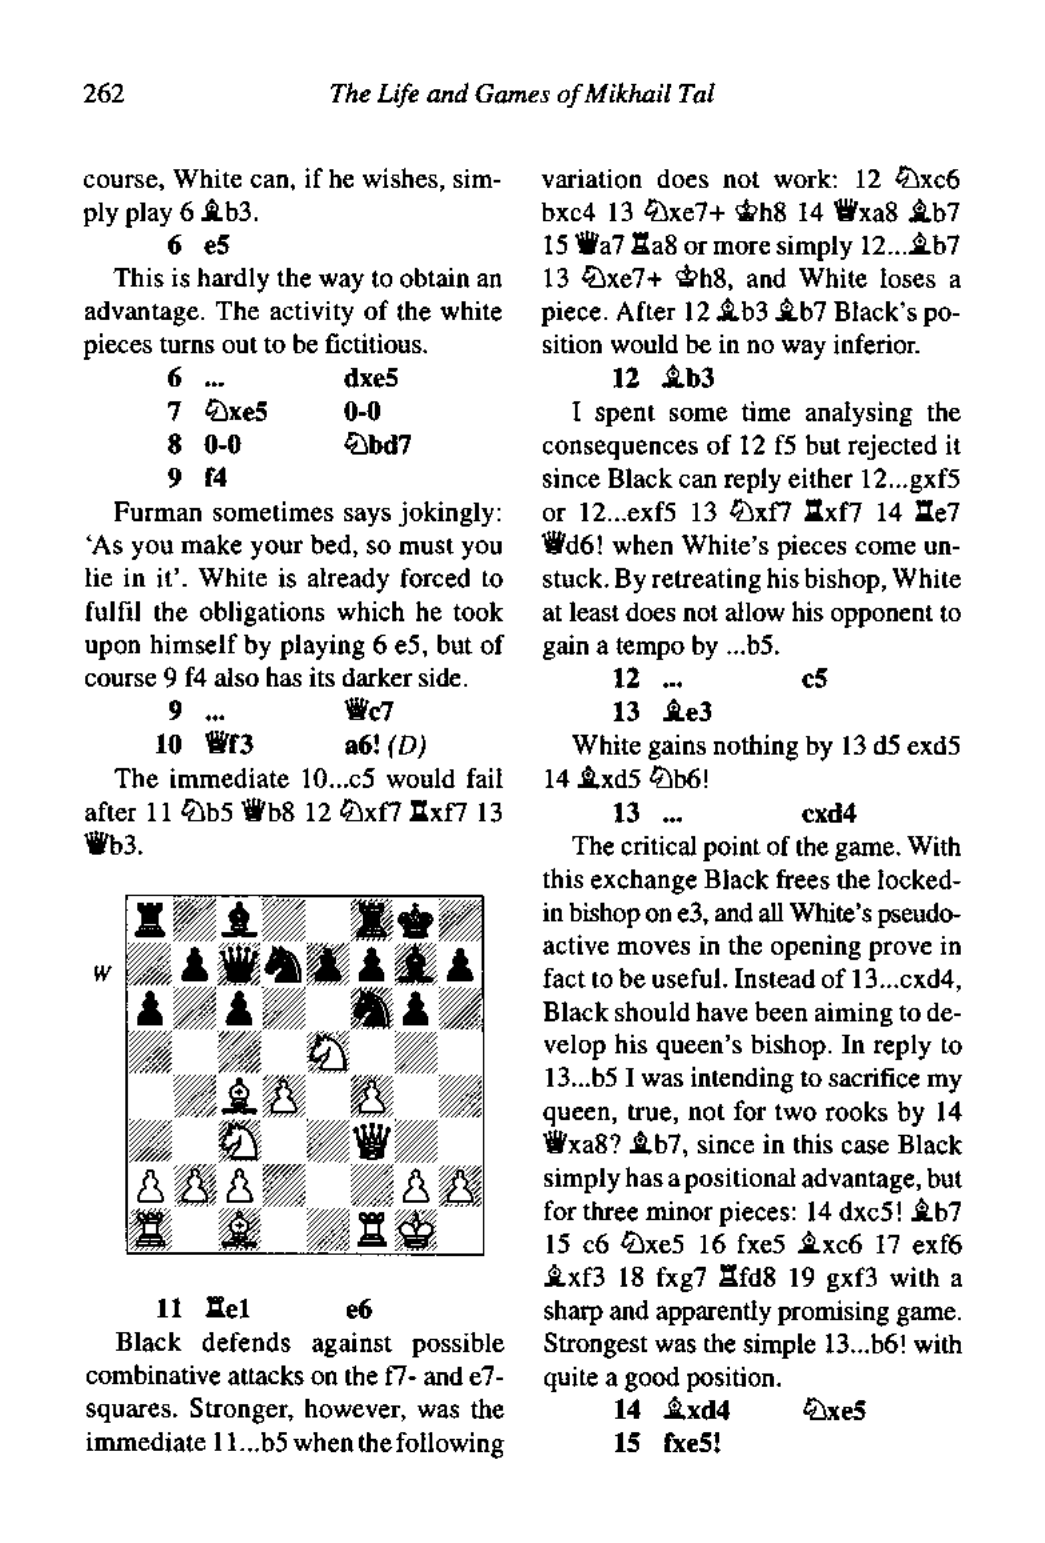 262
The Life and Games of Mikhail Tal
course, White can, if he wishes, sim-
ply play 6 ♗b3.
6 e5
This is hardly the way to obtain an
advantage. The activity of the white
pieces turns out to be fictitious.
6 ... dxe5
7 ♘xe5 0-0
8 0-0 ♘bd7
9 f4
Furman sometimes says jokingly:
‘As you make your bed, so must you
lie in it’. White is already forced to
fulfil the obligations which he took
upon himself by playing 6 e5, but of
course 9 f4 also has its darker side.
9 ... ♕c7
10 ♕f3 a6! (D)
The immediate 10...c5 would fail
after 11 ♘b5 ♕b8 12 ♘xf7 ♖xf7 13
♕b3.
W
11 ♖e1 e6
Black defends against possible
combinative attacks on the f7- and e7-
squares. Stronger, however, was the
immediate 11...b5 when the following
variation does not work: 12 ♘xc6
bxc4 13 ♘xe7+ ♔h8 14 ♕xa8 ♗b7
15 ♕a7 ♖a8 or more simply 12...♗b7
13 ♘xe7+ ♔h8, and White loses a
piece. After 12 ♗b3 ♗b7 Black’s po-
sition would be in no way inferior.
12 ♗b3
I spent some time analysing the
consequences of 12 f5 but rejected it
since Black can reply either 12...gxf5
or 12...exf5 13 ♘xf7 ♖xf7 14 ♖e7
♕d6! when White’s pieces come un-
stuck. By retreating his bishop, White
at least does not allow his opponent to
gain a tempo by ...b5.
12 ... c5
13 ♗e3
White gains nothing by 13 d5 exd5
14 ♗xd5 ♘b6!
13 ... cxd4
The critical point of the game. With
this exchange Black frees the locked-
in bishop on e3, and all White’s pseudo-
active moves in the opening prove in
fact to be useful. Instead of 13...cxd4,
Black should have been aiming to de-
velop his queen’s bishop. In reply to
13...b5 I was intending to sacrifice my
queen, true, not for two rooks by 14
♕xa8? ♗b7, since in this case Black
simply has a positional advantage, but
for three minor pieces: 14 dxc5! ♗b7
15 c6 ♘xe5 16 fxe5 ♗xc6 17 exf6
♗xf3 18 fxg7 ♖fd8 19 gxf3 with a
sharp and apparently promising game.
Strongest was the simple 13...b6! with
quite a good position.
14 ♗xd4 ♘xe5
15 fxe5!